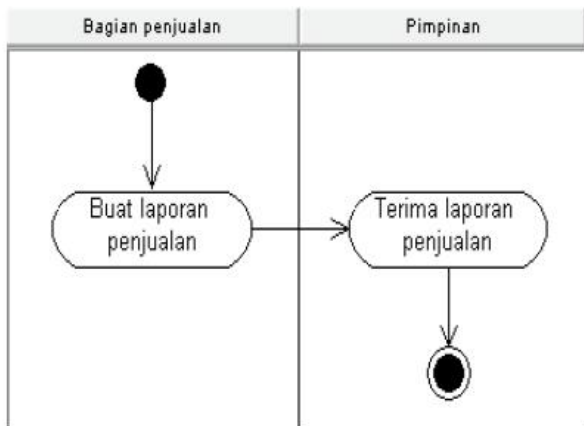 Bagian penjualan
Pimpinan
Buat laporan
penjualan
Terima laporan
penjualan